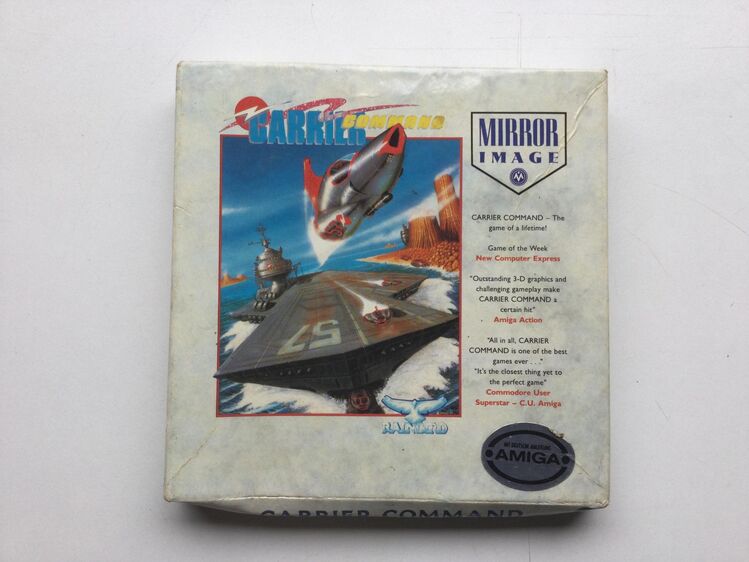 CARRIER COMMAND
MIRROR
IMAGE
CARRIER COMMAND – The
game of a lifetime!
Game of the Week
New Computer Express
"Outstanding 3-D graphics and
challenging gameplay make
CARRIER COMMAND a
certain hit"
Amiga Action
"All in all, CARRIER
COMMAND is one of the best
games ever . . ."
"It's the closest thing yet to
the perfect game"
Commodore User
Superstar – C.U. Amiga
57
RAINBIRD
MIT DEUTSCHER ANLEITUNG
AMIGA
CARRIER COMMAND